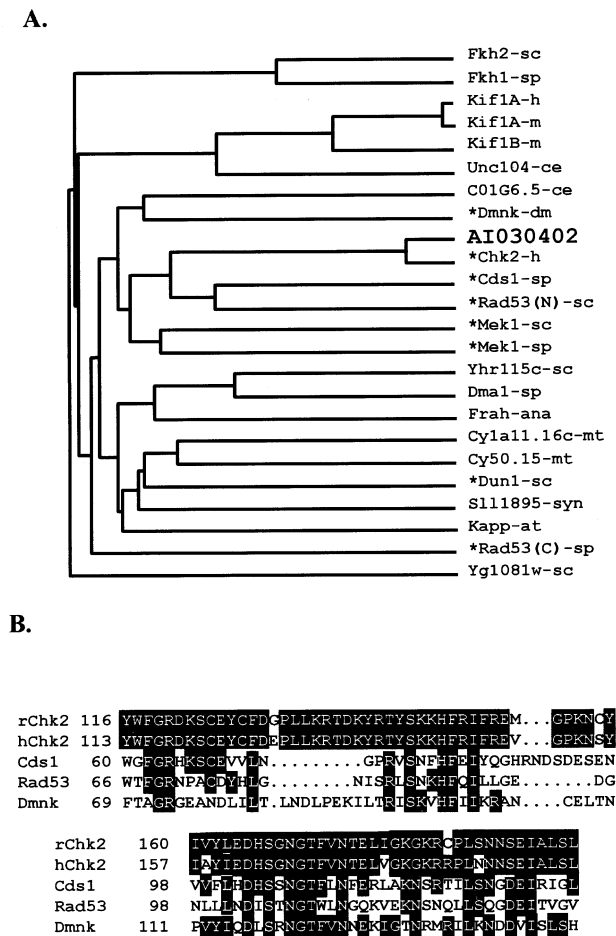 A.
Fkh2-sc
Fkh1-sp
Kif1A-h
Kif1A-m
Kif1B-m
Unc104-ce
C01G6.5-ce
*Dmnk-dm
AI030402
*Chk2-h
*Cds1-sp
*Rad53(N)-sc
*Mek1-sc
*Mek1-sp
Yhr115c-sc
Dma1-sp
Frah-ana
Cy1a11.16c-mt
Cy50.15-mt
*Dun1-sc
Sll1895-syn
Kapp-at
*Rad53(C)-sp
Yg1081w-sc
B.
rChk2 116 YWFGRDKSCEYCFDGPLLKRTDKYRTYSKKHFRIFREM...GPKNCY
hChk2 113 YWFGRDKSCEYCFDEPLLKRTDKYRTYSKKHFRIFREV...GPKNSY
Cds1 60 WGFGRHKSCEVVLN.........GPRVSNFHFEIYQGHRNDSDESEN
Rad53 66 WTFGRNPACDYHLG.........NISRLSNKHFQILLGE.....DG
Dmnk 69 FTAGRGEANDLILT.LNDLPEKILTRISKVHFIIKRAN....CELTN
rChk2 160 IVYLEDHSGNGTFVNTELIGKGKRCPLSNNSEIALSL
hChk2 157 IAYIEDHSGNGTFVNTELVGKGKRRPLNNNSEIALSL
Cds1 98 VVFLHDHSSNGTFLNFERLAKNSRTILSNGDEIRIGL
Rad53 98 NLLLNDISTNGTWLNGQKVEKNSNQLLSQGDEITVGV
Dmnk 111 PVYIQDLSRNGTFVNNEKIGTNRMRILKNDDVISLSH